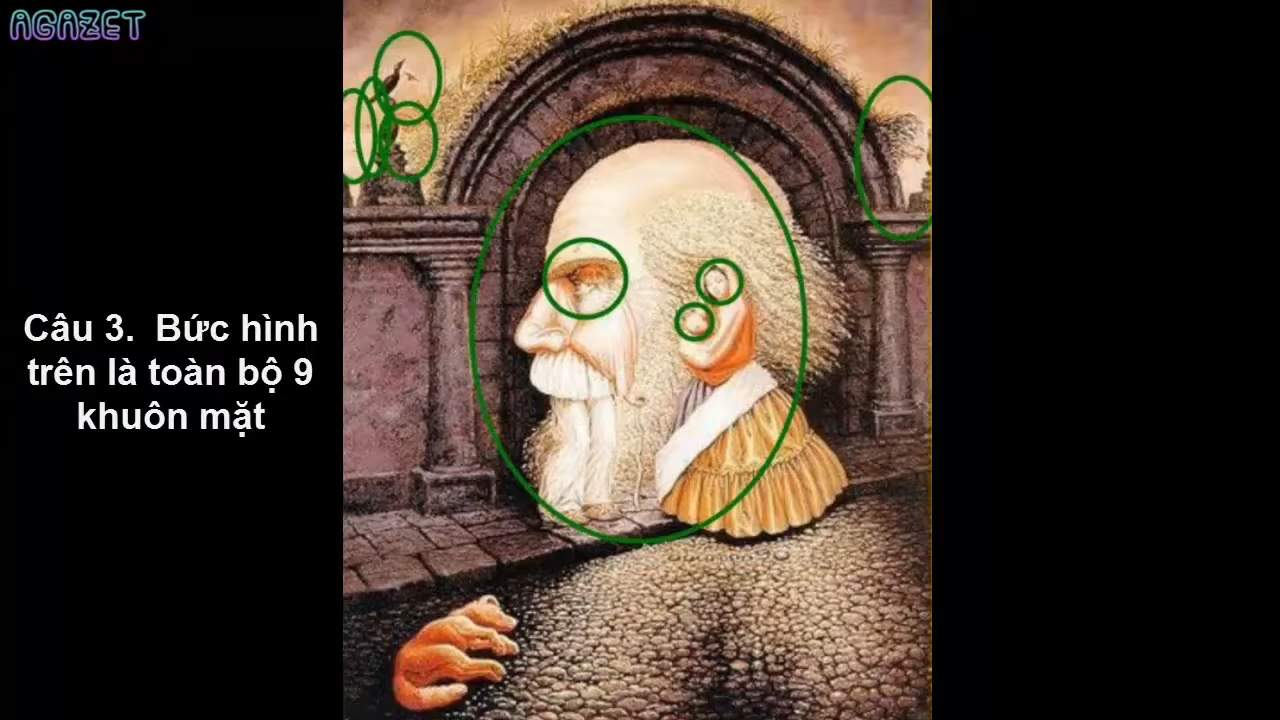 AGAZET
Câu 3. Bức hình
trên là toàn bộ 9
khuôn mặt